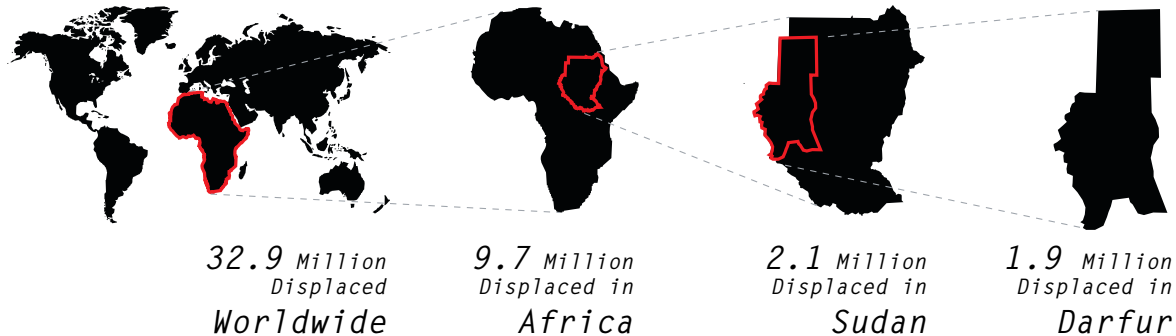 32.9 Million
Displaced
Worldwide
9.7 Million
Displaced in
Africa
2.1 Million
Displaced in
Sudan
1.9 Million
Displaced in
Darfur